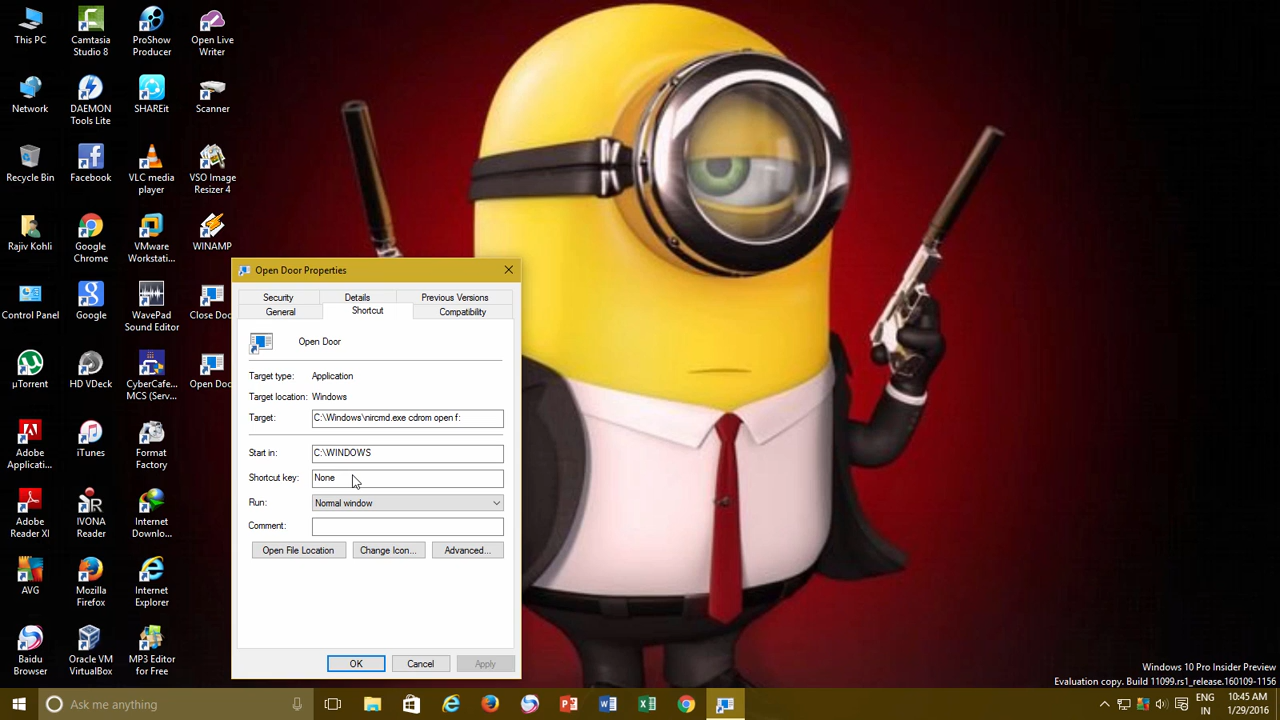 This PC
Camtasia
Studio 8
ProShow
Producer
Open Live
Writer
Network
DAEMON
Tools Lite
SHAREit
Scanner
Recycle Bin
Facebook
VLC media
player
VSO Image
Resizer 4
Rajiv Kohli
Google
Chrome
VMware
Workstati...
WINAMP
Control Panel
Google
WavePad
Sound Editor
Close Doo
µTorrent
HD VDeck
CyberCafe...
MCS (Serv...
Open Do
Adobe
Applicati...
iTunes
Format
Factory
Adobe
Reader XI
IVONA
Reader
Internet
Downlo...
AVG
Mozilla
Firefox
Internet
Explorer
Baidu
Browser
Oracle VM
VirtualBox
MP3 Editor
for Free
Open Door Properties
Security
Details
Previous Versions
General
Shortcut
Compatibility
Open Door
Target type: Application
Target location: Windows
Target: C:\Windows\nircmd.exe cdrom open f:
Start in: C:\WINDOWS
Shortcut key: None
Run: Normal window
Comment:
Open File Location
Change Icon...
Advanced...
OK
Cancel
Apply
Windows 10 Pro Insider Preview
Evaluation copy. Build 11099.rs1_release.160109-1156
Ask me anything
ENG
IN
10:45 AM
1/29/2016